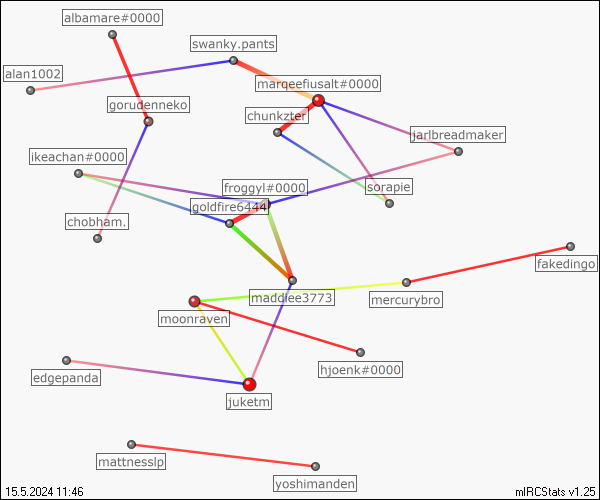 albamare#0000
swanky.pants
alan1002
marqeefiusalt#0000
gorudenneko
chunkzter
jarlbreadmaker
ikeachan#0000
froggyl#0000
sorapie
goldfire6444
chobham.
fakedingo
maddiee3773
mercurybro
moonraven
hjoenk#0000
edgepanda
juketm
mattnesslp
yoshimanden
15.5.2024 11:46
mIRCStats v1.25